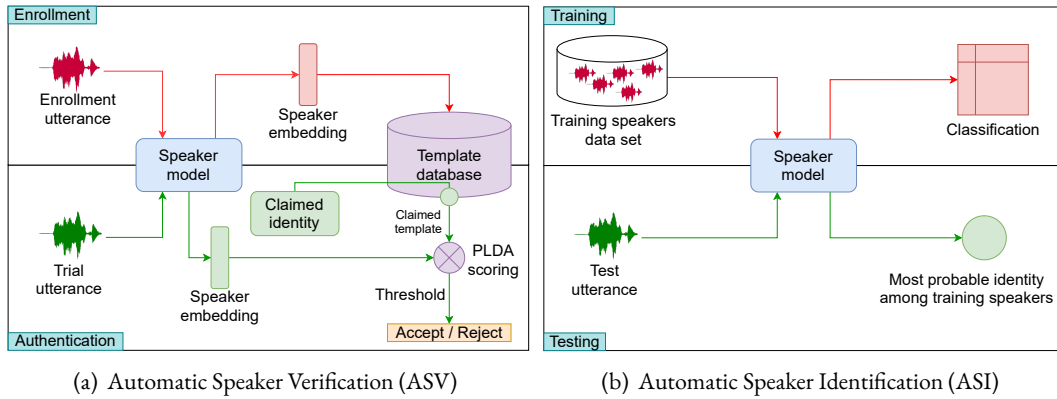 Enrollment
Enrollment
utterance
Speaker
embedding
Speaker
model
Template
database
Claimed
identity
Claimed
template
Trial
utterance
Speaker
embedding
PLDA
scoring
Threshold
Accept / Reject
Authentication
(a) Automatic Speaker Verification (ASV)
Training
Training speakers
data set
Classification
Speaker
model
Test
utterance
Most probable identity
among training speakers
Testing
(b) Automatic Speaker Identification (ASI)